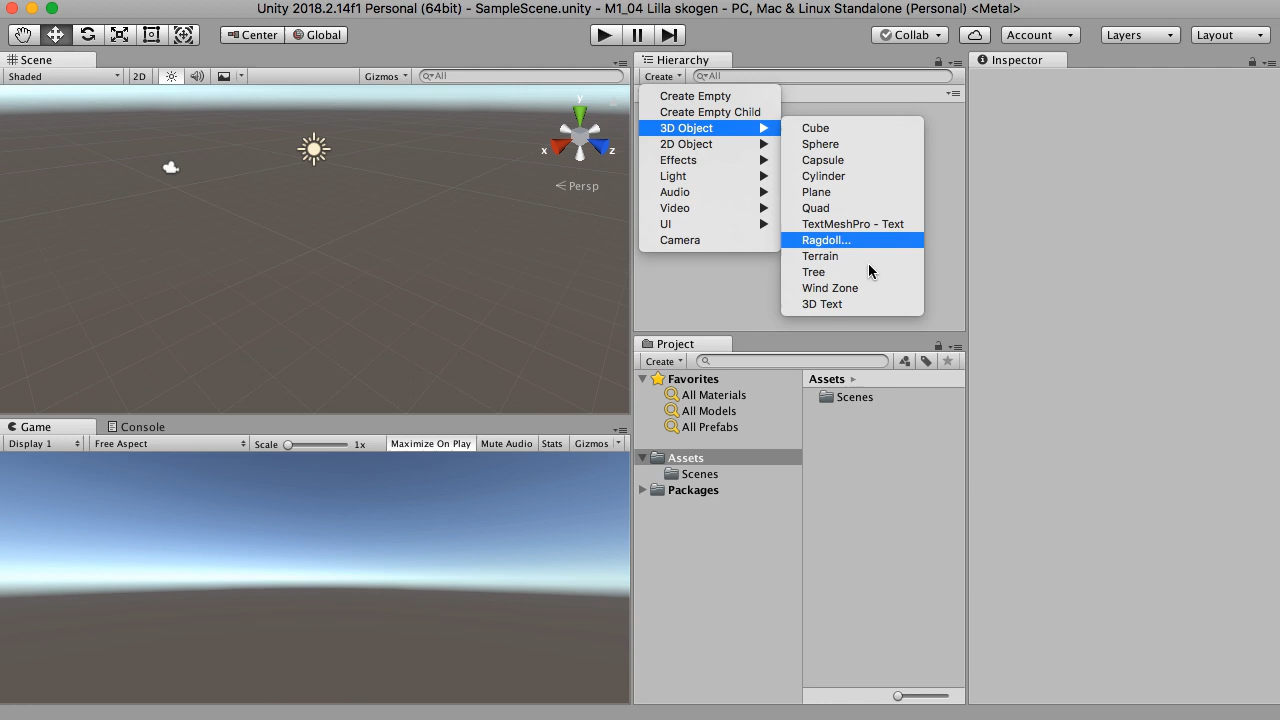 Unity 2018.2.14f1 Personal (64bit) - SampleScene.unity - M1_04 Lilla skogen - PC, Mac & Linux Standalone (Personal) <Metal>
Center
Global
Collab
Account
Layers
Layout
Scene
Shaded
2D
Gizmos
All
y
x
z
Persp
Hierarchy
Create
All
Create Empty
Create Empty Child
3D Object
2D Object
Effects
Light
Audio
Video
UI
Camera
Cube
Sphere
Capsule
Cylinder
Plane
Quad
TextMeshPro - Text
Ragdoll...
Terrain
Tree
Wind Zone
3D Text
Inspector
Project
Create
Favorites
All Materials
All Models
All Prefabs
Assets
Scenes
Packages
Assets
Scenes
Game
Console
Display 1
Free Aspect
Scale
1x
Maximize On Play
Mute Audio
Stats
Gizmos